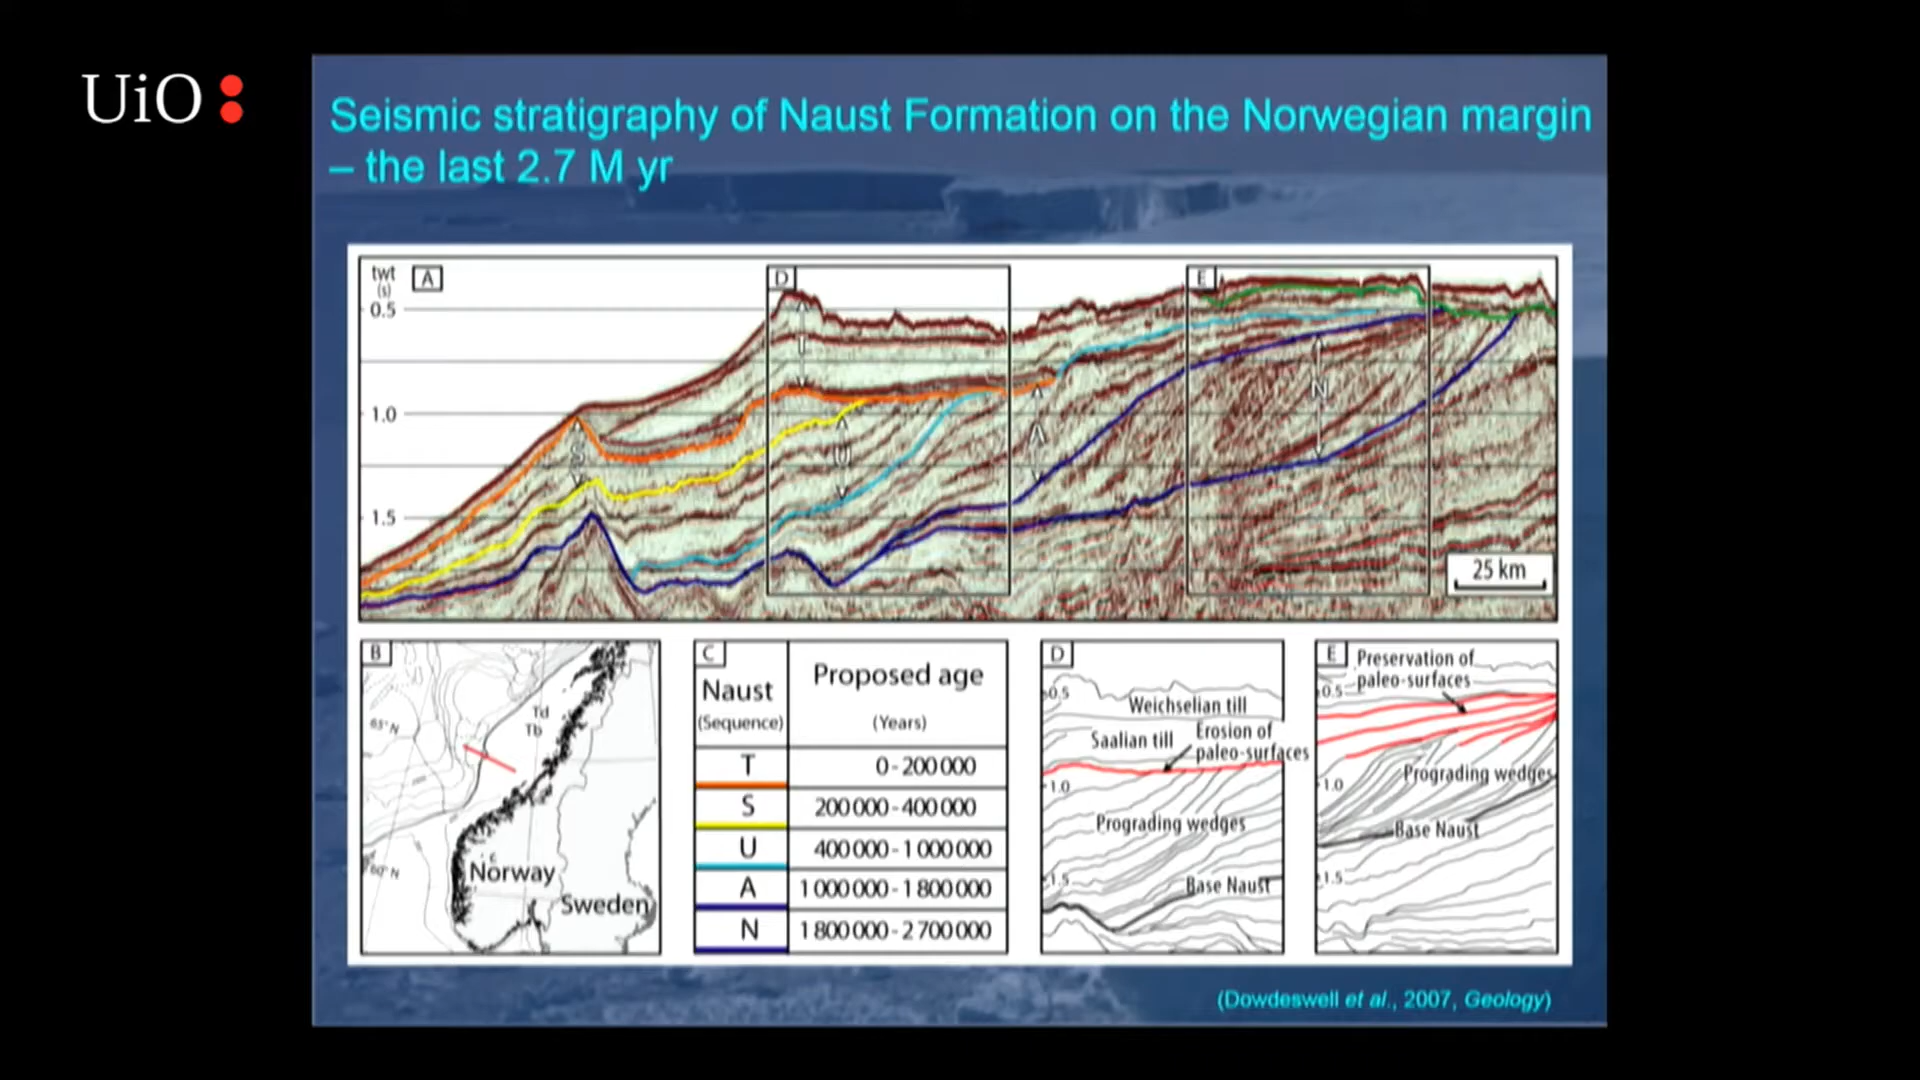 UiO
Seismic stratigraphy of Naust Formation on the Norwegian margin
– the last 2.7 M yr
twt
(s)
A
D
E
0.5
1.0
1.5
T
S
U
A
N
25 km
B
65° N
60° N
Td
Tb
Norway
Sweden
C
Naust
(Sequence)
Proposed age
(Years)
T 0 - 200 000
S 200 000 - 400 000
U 400 000 - 1 000 000
A 1 000 000 - 1 800 000
N 1 800 000 - 2 700 000
D
0.5
Weichselian till
Saalian till
Erosion of
paleo-surfaces
1.0
Prograding wedges
1.5
Base Naust
E
Preservation of
paleo-surfaces
0.5
1.0
Prograding wedges
Base Naust
1.5
(Dowdeswell et al., 2007, Geology)